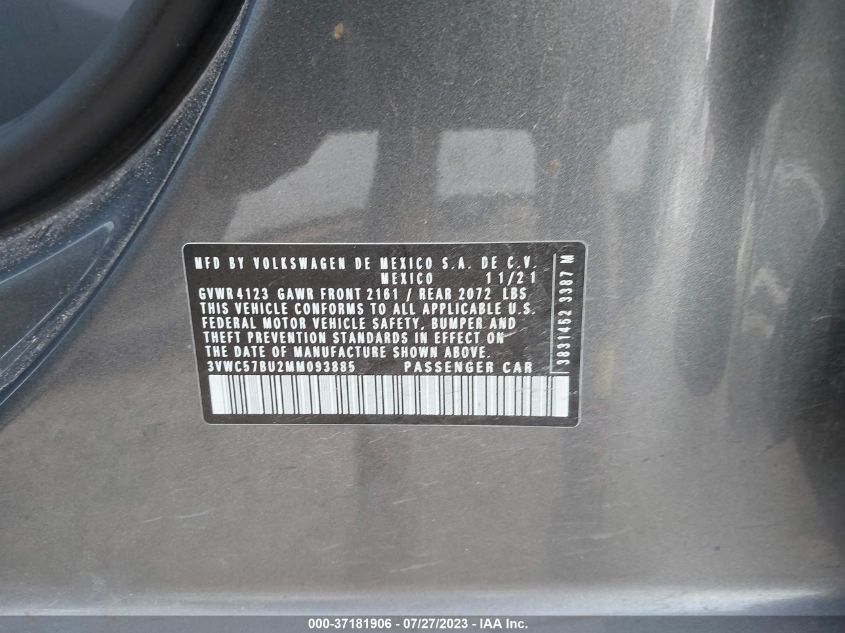 MFD BY VOLKSWAGEN DE MEXICO S.A. DE C.V.
MEXICO 11/21
GVWR 4123 GAWR FRONT 2161 / REAR 2072 LBS
THIS VEHICLE CONFORMS TO ALL APPLICABLE U.S.
FEDERAL MOTOR VEHICLE SAFETY, BUMPER AND
THEFT PREVENTION STANDARDS IN EFFECT ON
THE DATE OF MANUFACTURE SHOWN ABOVE.
3VWC57BU2MM093885 PASSENGER CAR
3831452 3387 M
000-37181906 - 07/27/2023 - © IAA